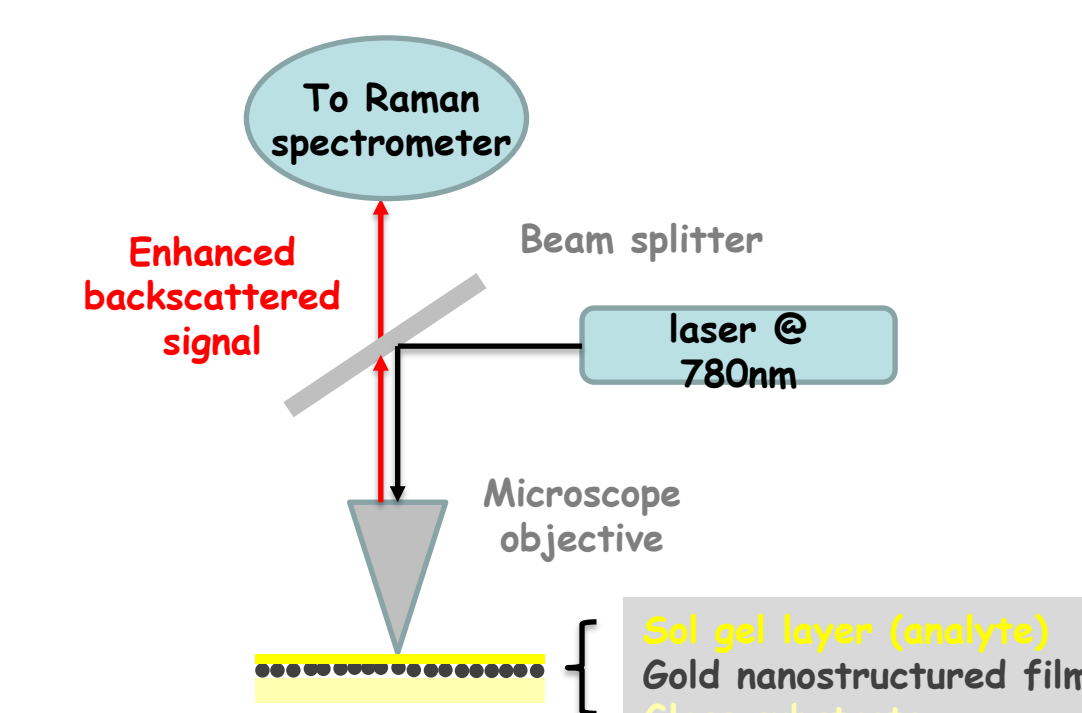 To Raman
spectrometer
Beam splitter
Enhanced
backscattered
signal
laser @
780nm
Microscope
objective
Sol gel layer (analyte)
Gold nanostructured film